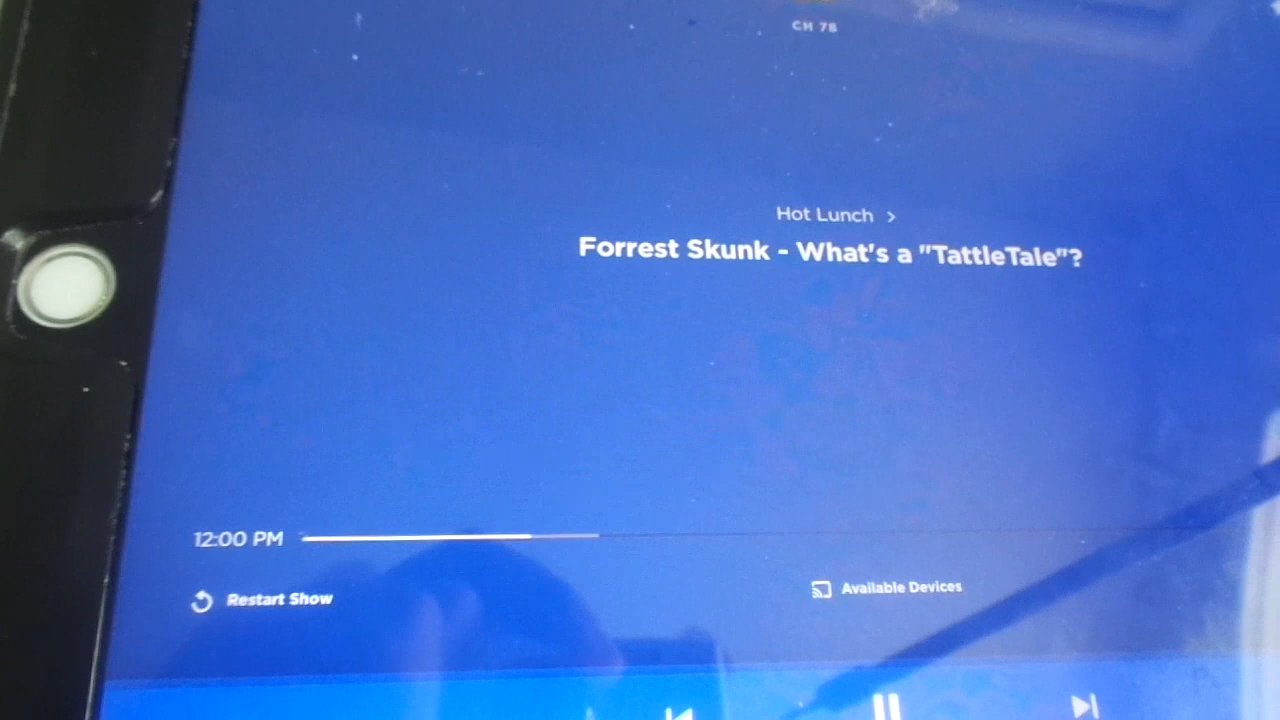 CH 78
Hot Lunch >
Forrest Skunk - What's a "TattleTale"?
12:00 PM
Restart Show
Available Devices